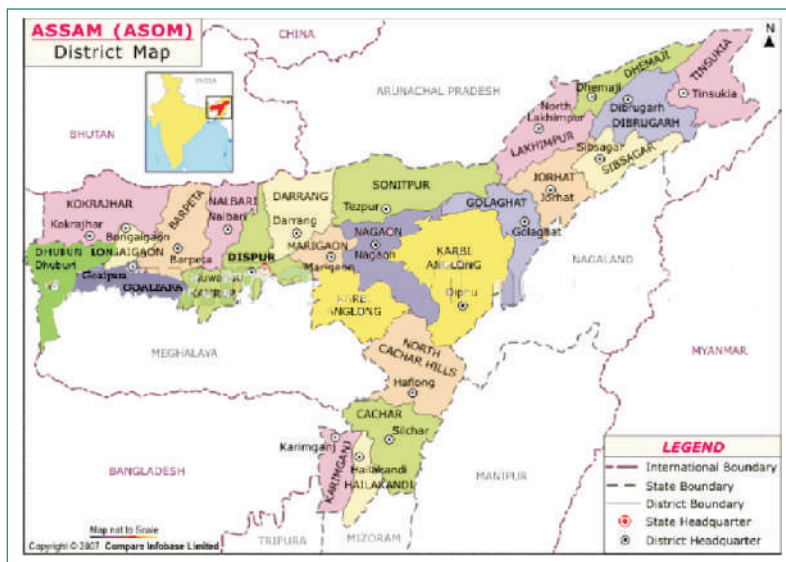 ASSAM (ASOM)
District Map
CHINA
N
INDIA
ARUNACHAL PRADESH
BHUTAN
DHEMAJI
Dhemaji
TINSUKIA
Tinsukia
North
Lakhimpur
LAKHIMPUR
Dibrugarh
DIBRUGARH
Sibsagar
SIBSAGAR
JORHAT
Jorhat
KOKRAJHAR
Kokrajhar
BARPETA
Barpeta
NALBARI
Nalbari
DARRANG
Darrang
SONITPUR
Tezpur
GOLAGHAT
Golaghat
Bongaigaon
DHUBURI
Dhuburi
GAIGAON
DISPUR
MARIGAON
Marigaon
NAGAON
Nagaon
KARBI
ANGLONG
Diphu
Goalpara
GOALPARA
ANGLONG
NAGALAND
MEGHALAYA
NORTH
CACHAR HILLS
Haflong
MYANMAR
CACHAR
Silchar
Karimganj
KARIMGANJ
Hailakandi
HAILAKANDI
BANGLADESH
MANIPUR
TRIPURA
MIZORAM
LEGEND
International Boundary
State Boundary
District Boundary
State Headquarter
District Headquarter
Map not to Scale
Copyright © 2007 Compare Infobase Limited